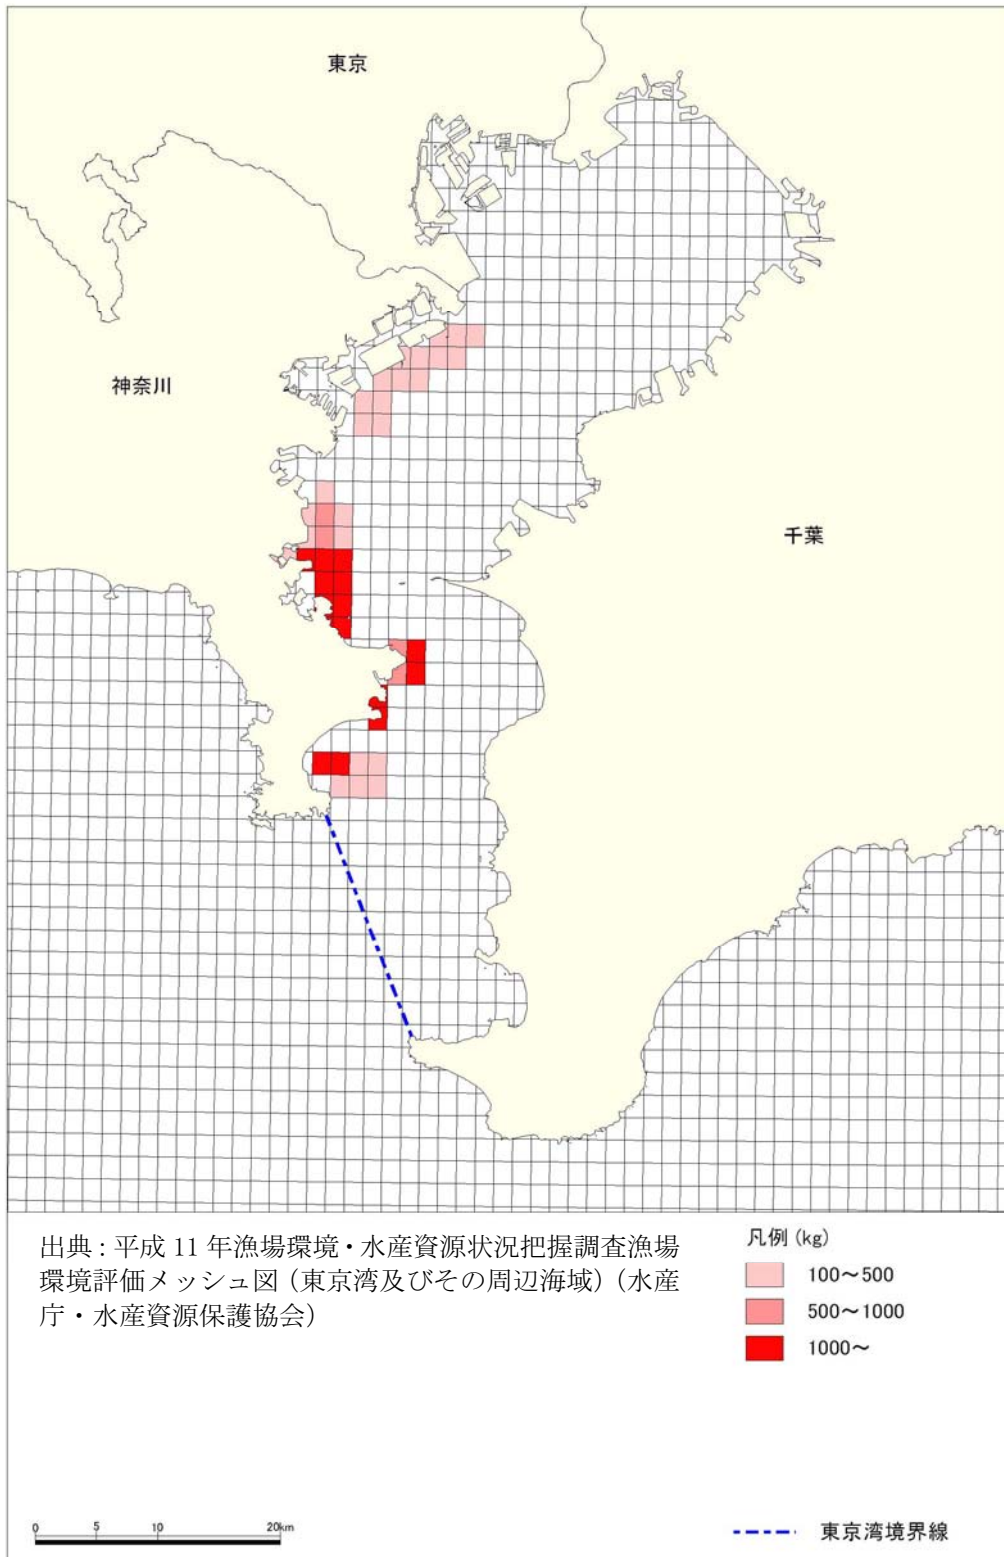 東京
神奈川
千葉
出典：平成 11 年漁場環境・水産資源状況把握調査漁場
環境評価メッシュ図（東京湾及びその周辺海域）（水産
庁・水産資源保護協会）
凡例 (kg)
100～500
500～1000
1000～
0 5 10 20km
東京湾境界線